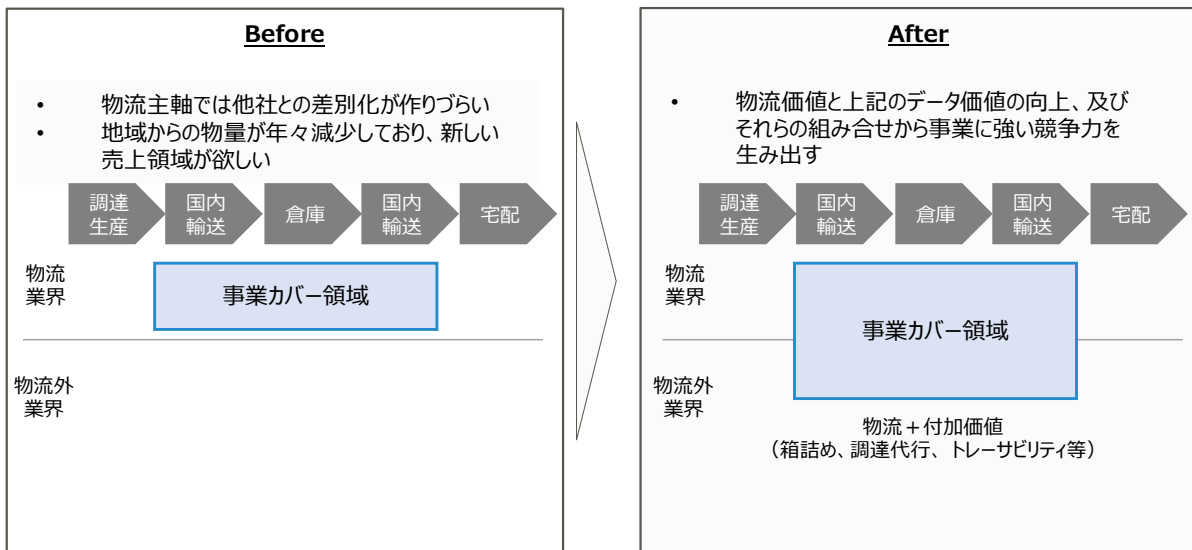 Before
• 物流主軸では他社との差別化が作りづらい
• 地域からの物量が年々減少しており、新しい
売上領域が欲しい
調達
生産
国内
輸送
倉庫
国内
輸送
宅配
物流
業界
事業カバー領域
物流外
業界
After
• 物流価値と上記のデータ価値の向上、及び
それらの組み合せから事業に強い競争力を
生み出す
調達
生産
国内
輸送
倉庫
国内
輸送
宅配
物流
業界
事業カバー領域
物流外
業界
物流+付加価値
(箱詰め、調達代行、トレーサビリティ等)